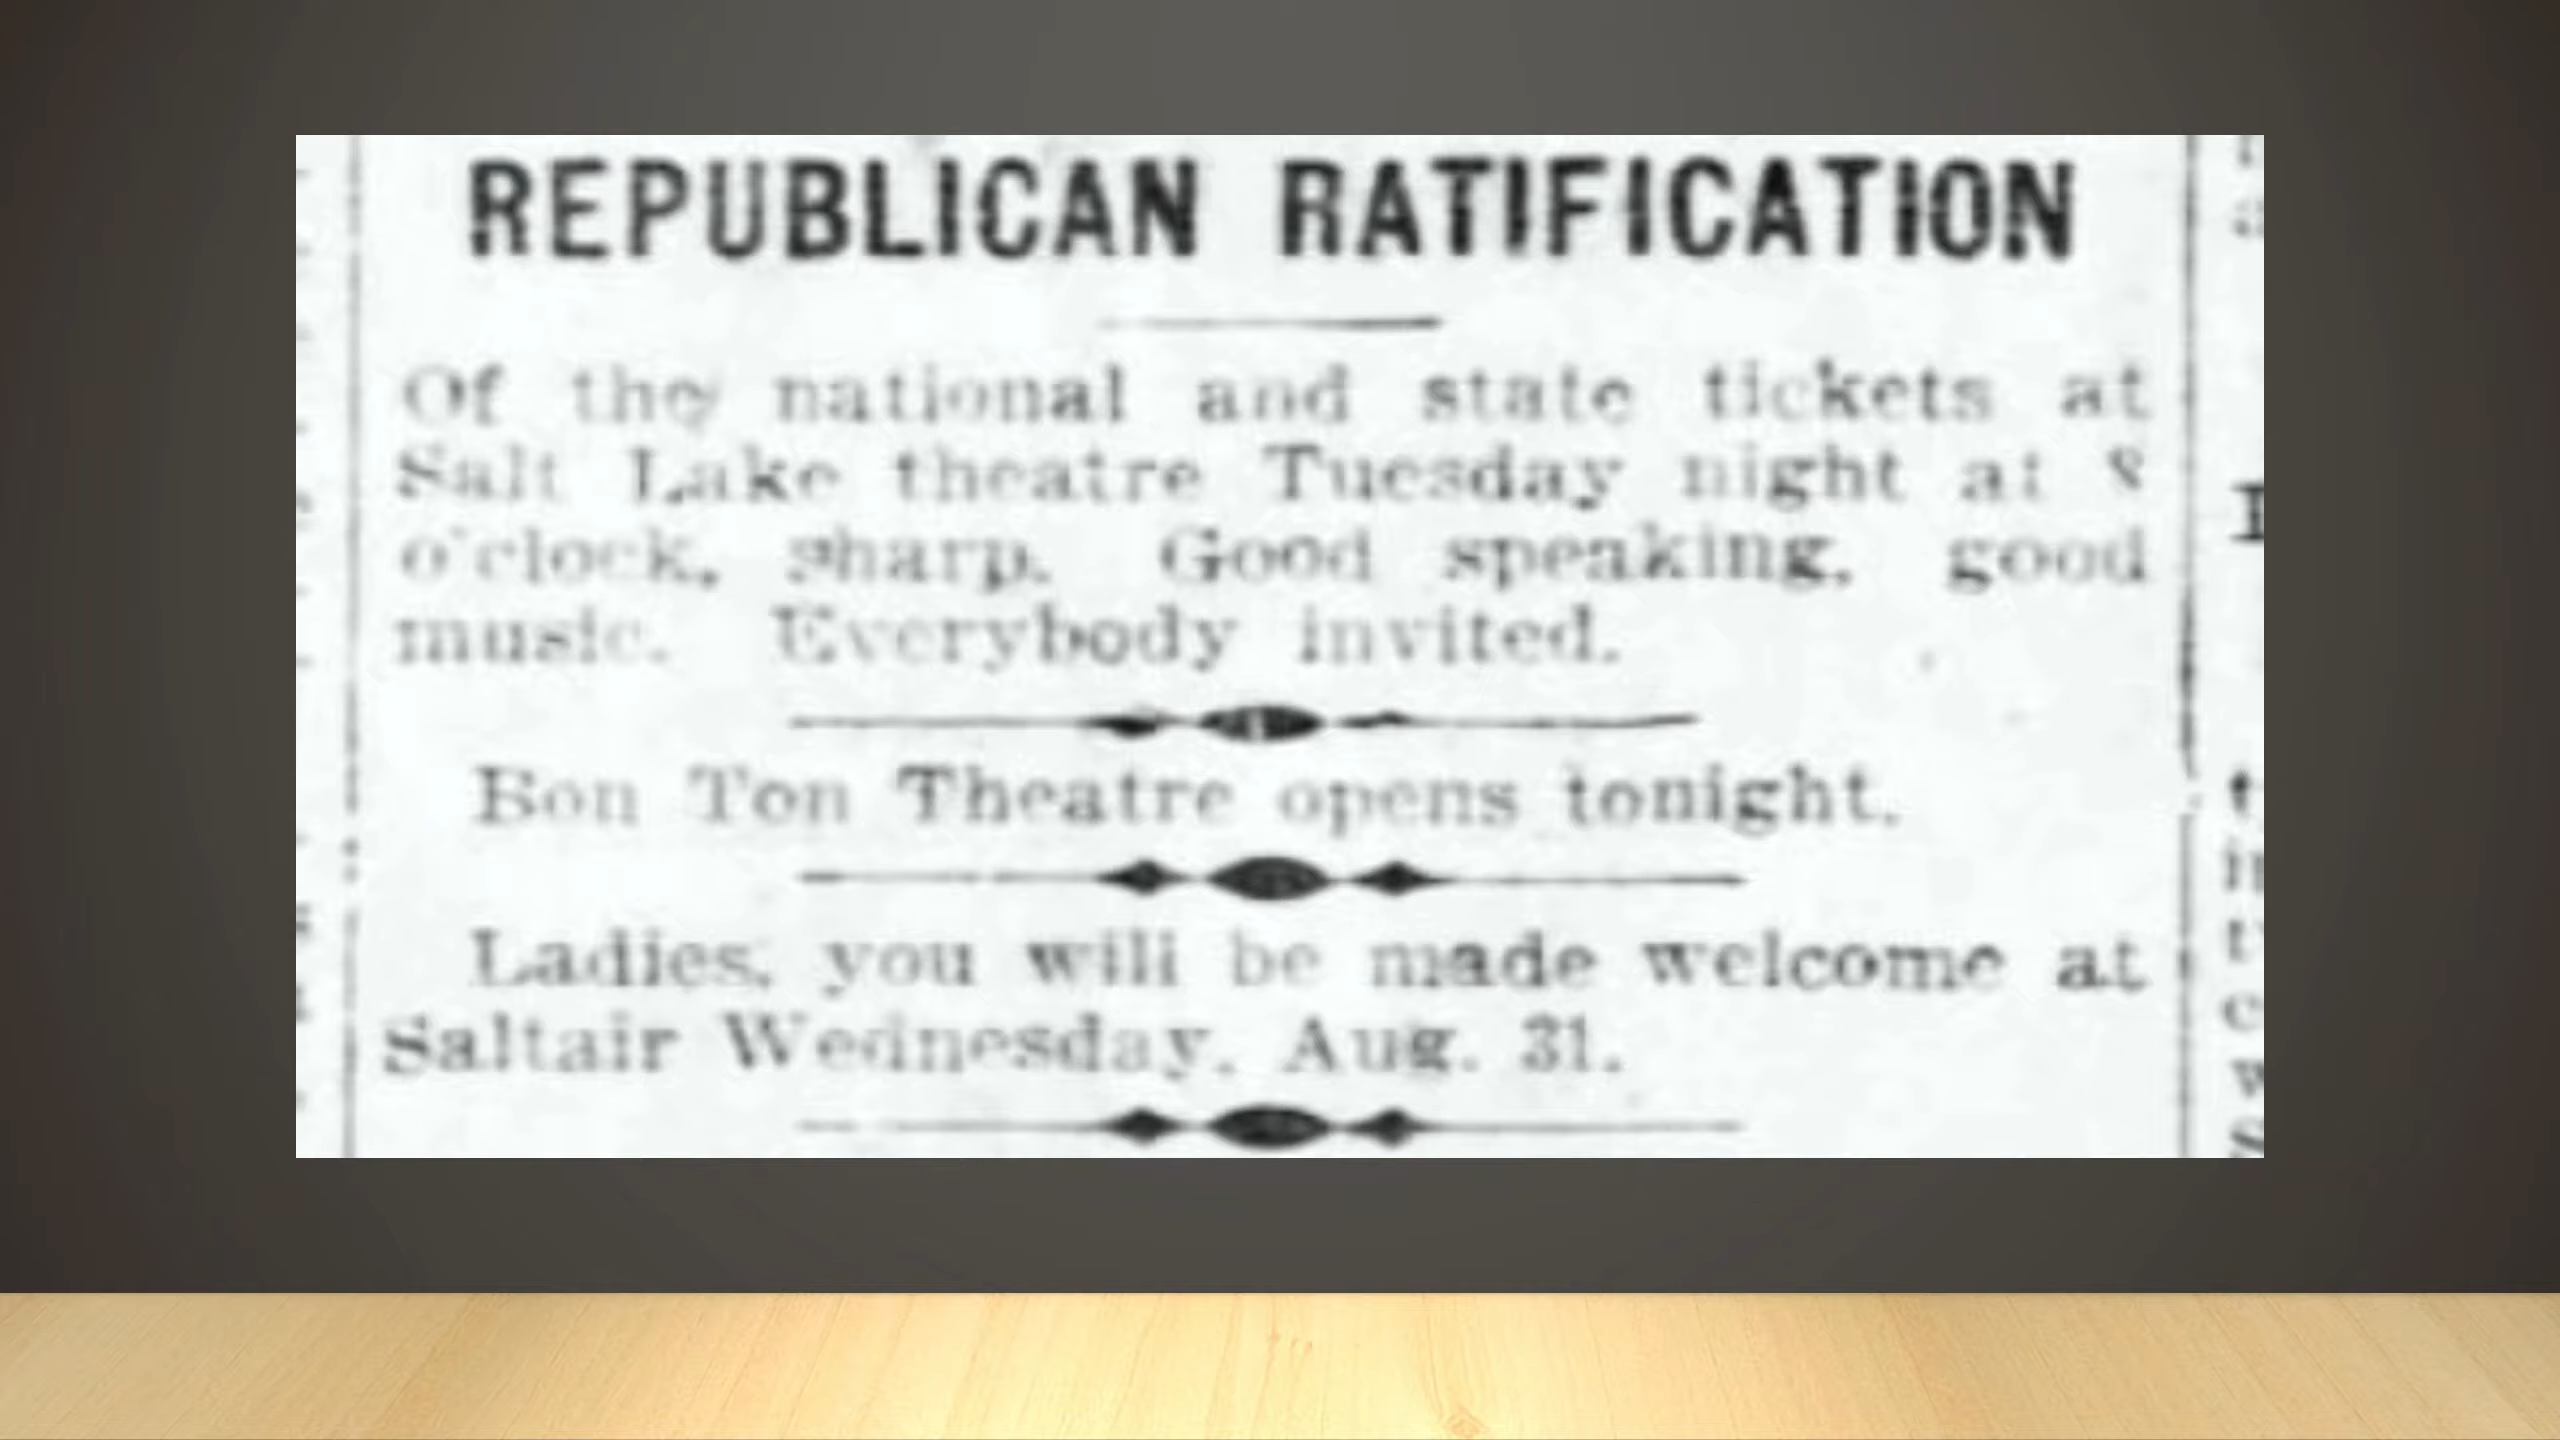 REPUBLICAN RATIFICATION
Of the national and state tickets at
Salt Lake theatre Tuesday night at 8
o'clock, sharp. Good speaking, good
music. Everybody invited.
Bon Ton Theatre opens tonight.
Ladies, you will be made welcome at
Saltair Wednesday, Aug. 31.